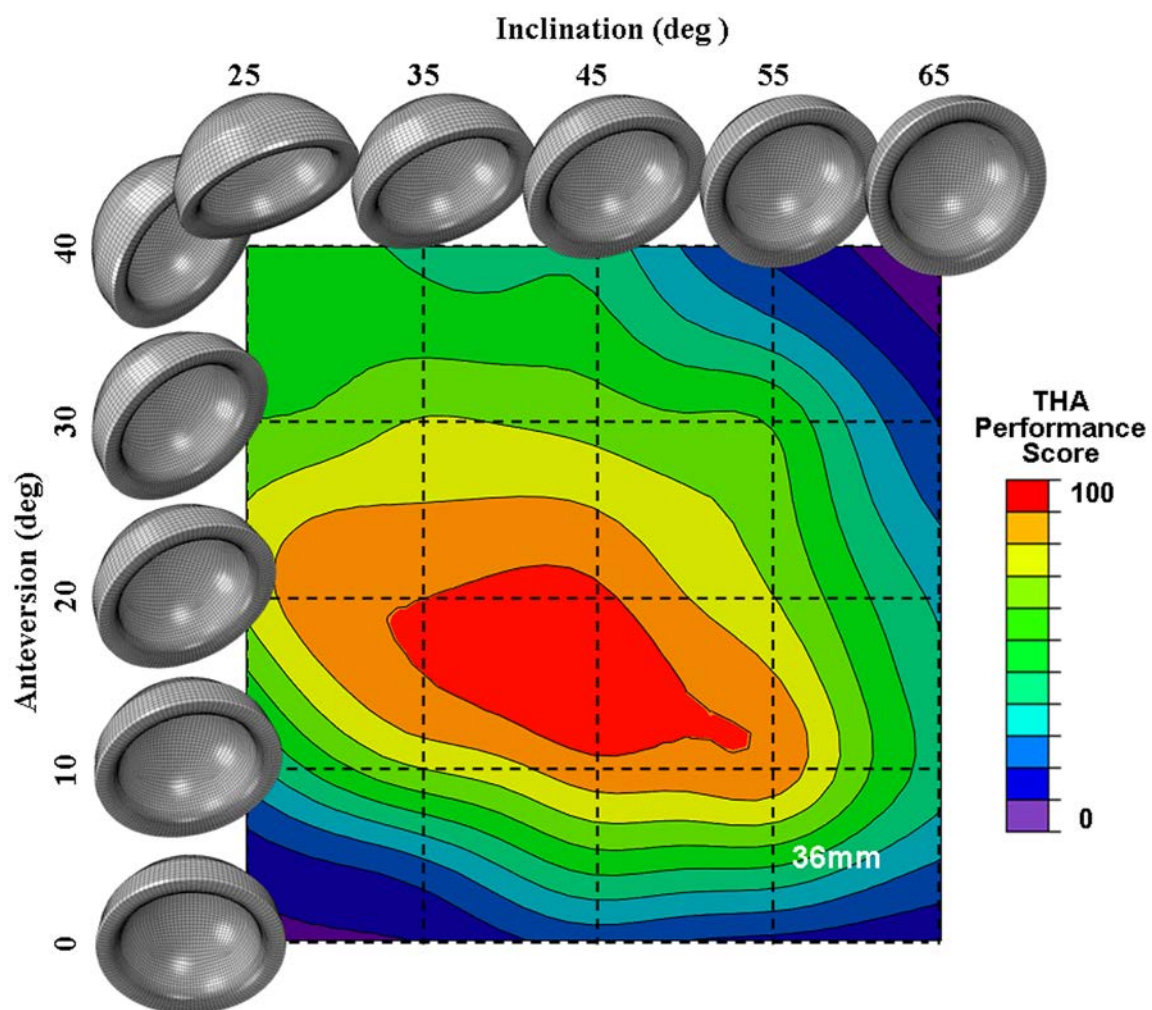 Inclination (deg )
25 35 45 55 65
40
30
20
10
0
Anteversion (deg)
THA
Performance
Score
100
0
36mm